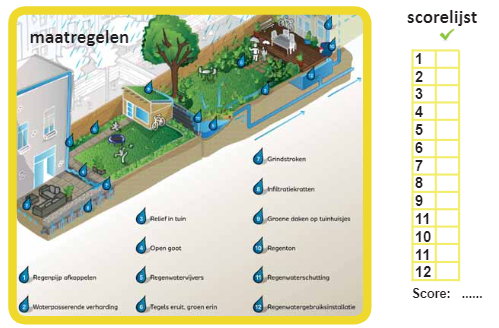 maatregelen
1 Regenpijp afkoppelen
2 Waterpasserende verharding
3 Relief in tuin
4 Open goot
5 Regenwatervijvers
6 Tegels eruit, groen erin
7 Grindstroken
8 Infiltratiekratten
9 Groene daken op tuinhuisjes
10 Regenton
11 Regenwaterschutting
12 Regenwatergebruiksinstallatie
scorelijst
1
2
3
4
5
6
7
8
9
11
10
11
12
Score: ......